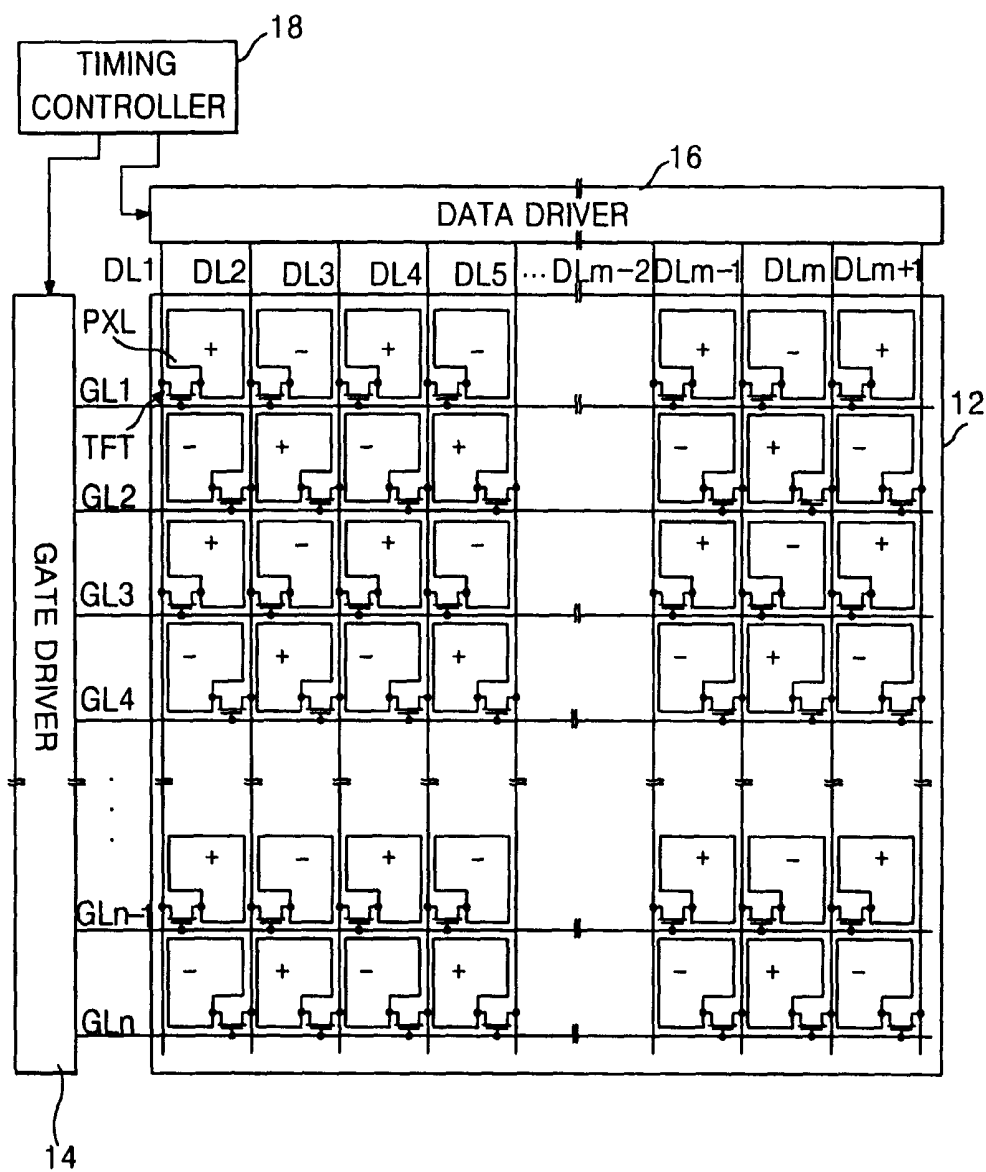 18
TIMING
CONTROLLER
16
DATA DRIVER
DL1 DL2 DL3 DL4 DL5 ... DLm-2 DLm-1 DLm DLm+1
PXL
+ - + - + - +
GL1
12
TFT
- + - + - + -
GL2
+ - + - + - +
GL3
- + - + - + -
GL4
GATE DRIVER
+ - + - + - +
GLn-1
- + - + - + -
GLn
14